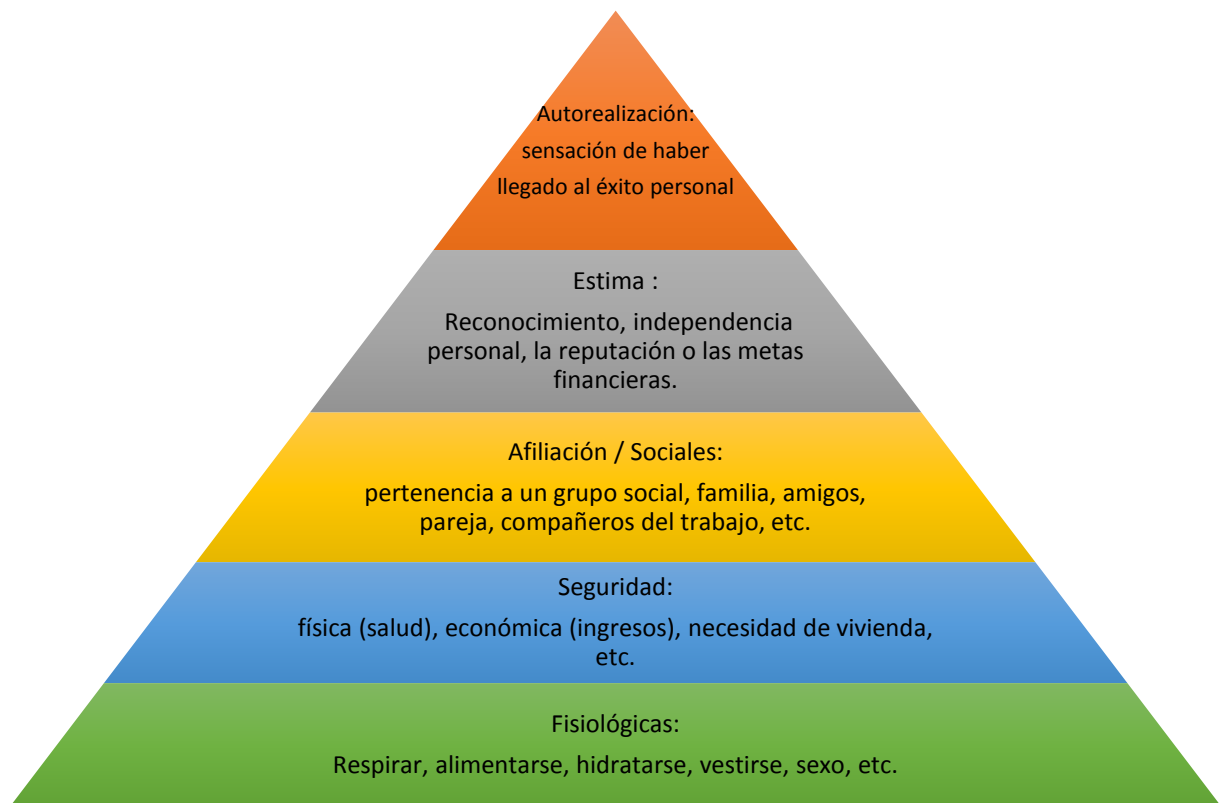 Autorealización:
sensación de haber
llegado al éxito personal
Estima :
Reconocimiento, independencia
personal, la reputación o las metas
financieras.
Afiliación / Sociales:
pertenencia a un grupo social, familia, amigos,
pareja, compañeros del trabajo, etc.
Seguridad:
física (salud), económica (ingresos), necesidad de vivienda,
etc.
Fisiológicas:
Respirar, alimentarse, hidratarse, vestirse, sexo, etc.